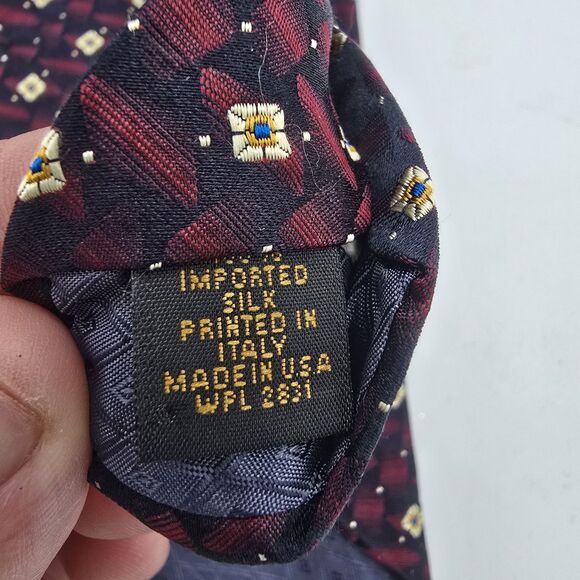 IMPORTED
SILK
PRINTED IN
ITALY
MADE IN U.S.A
WPL 2831